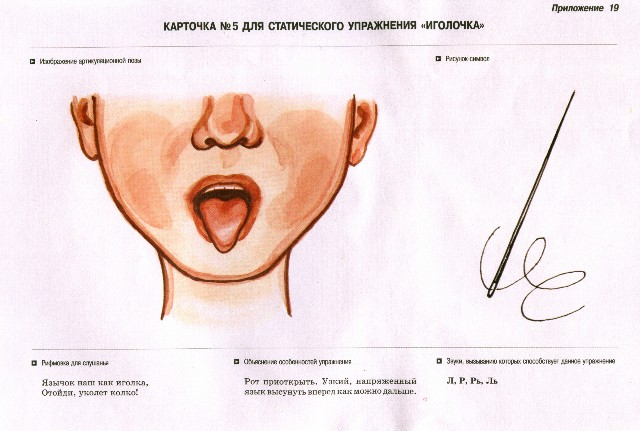 Приложение 19
КАРТОЧКА №5 ДЛЯ СТАТИЧЕСКОГО УПРАЖНЕНИЯ «ИГОЛОЧКА»
Изображение артикуляционной позы
Рисунок-символ
Рифмовка для слушанья
Язычок наш как иголка,
Отойди, уколет колко!
Объяснение особенностей упражнения
Рот приоткрыть. Узкий, напряженный
язык высунуть вперед как можно дальше.
Звуки, вызыванию которых способствует данное упражнение
Л, Р, Рь, Ль